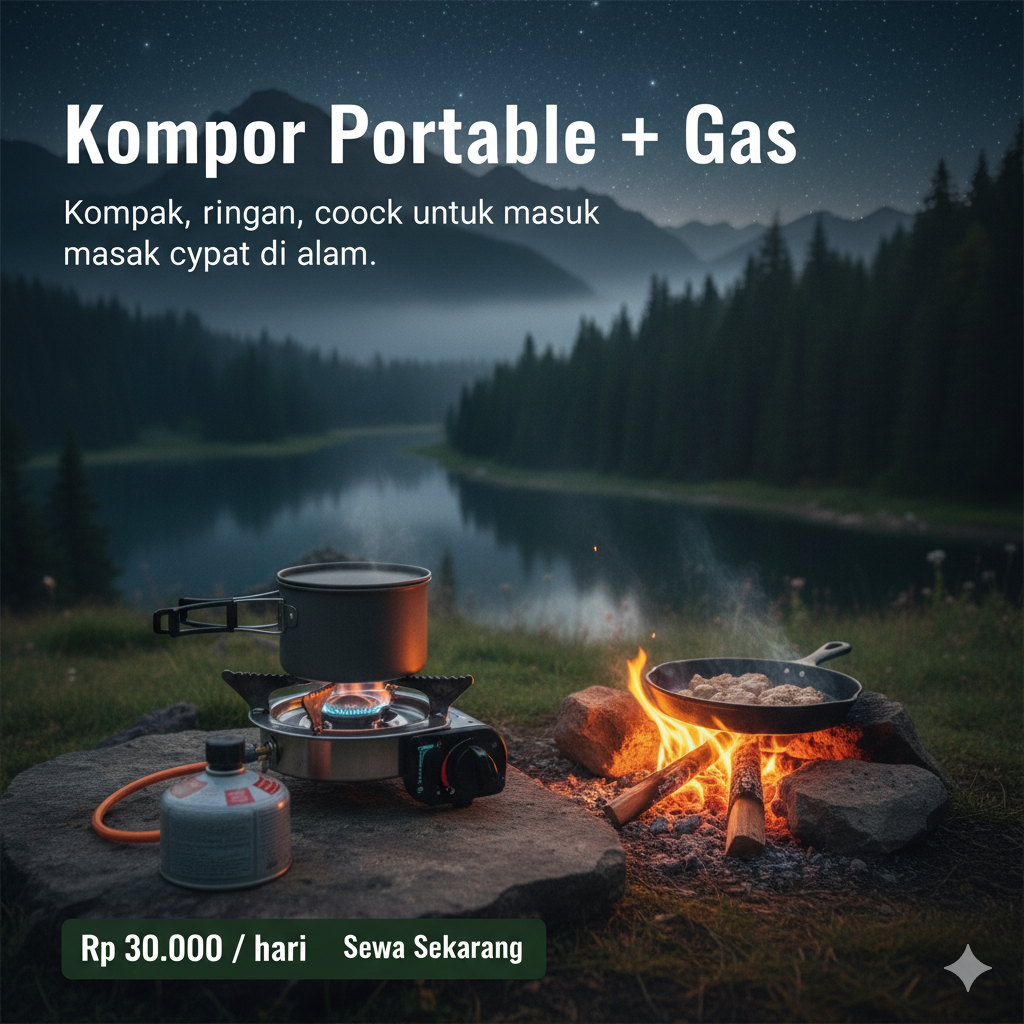 Kompor Portable + Gas
Kompak, ringan, coock untuk masuk
masak cypat di alam.
Rp 30.000 / hari Sewa Sekarang